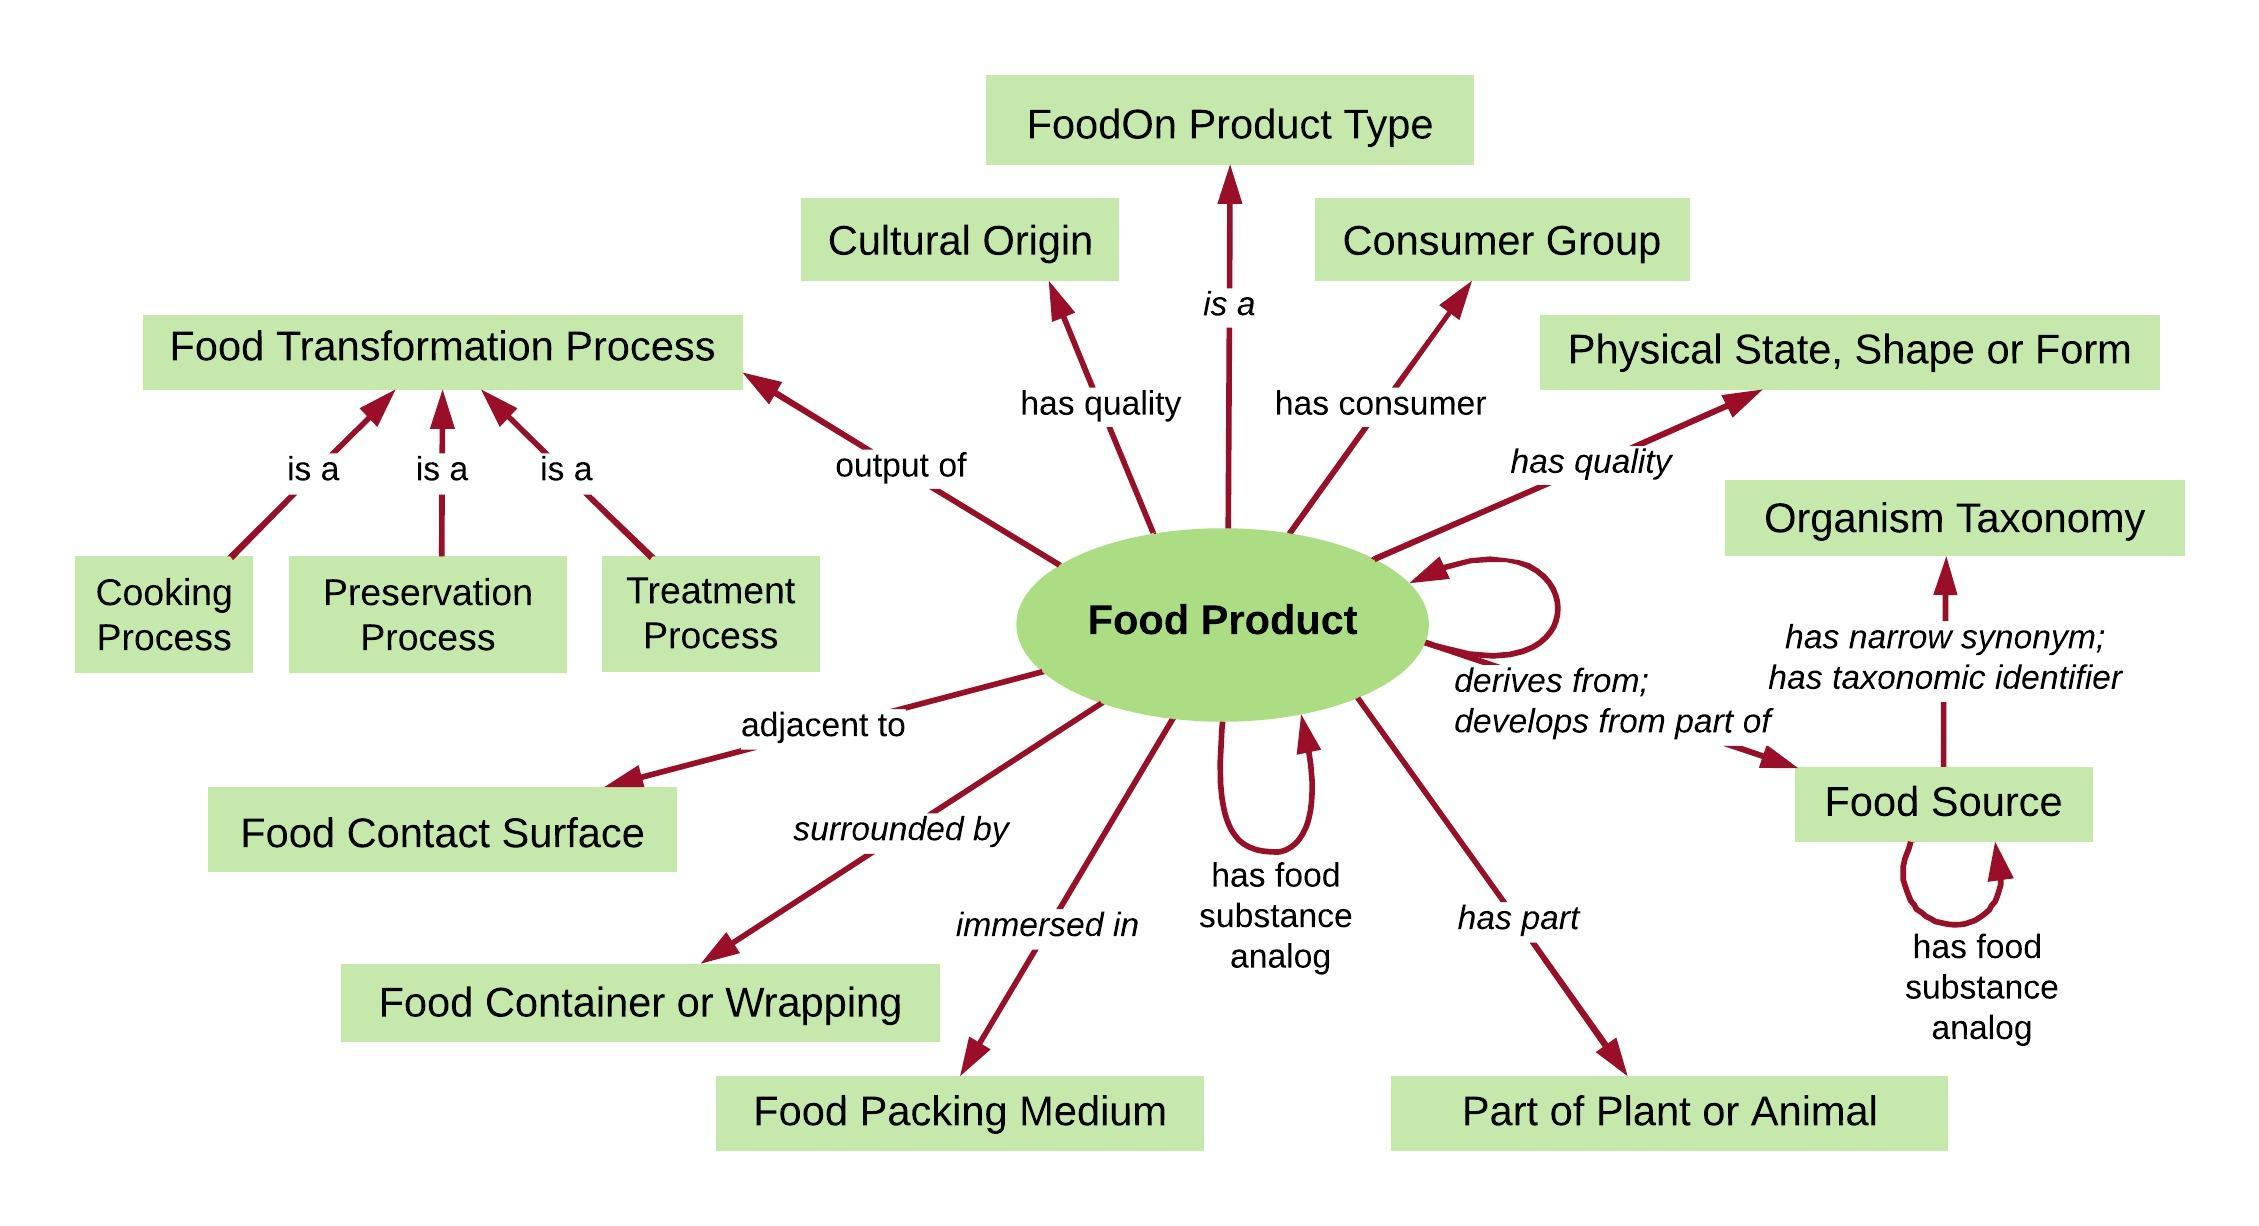 FoodOn Product Type
Cultural Origin
Consumer Group
is a
Food Transformation Process
Physical State, Shape or Form
has quality
has consumer
output of
has quality
is a
is a
is a
Organism Taxonomy
Cooking
Process
Preservation
Process
Treatment
Process
Food Product
has narrow synonym;
has taxonomic identifier
derives from;
develops from part of
adjacent to
Food Source
Food Contact Surface
surrounded by
has food
substance
analog
immersed in
has part
has food
substance
analog
Food Container or Wrapping
Food Packing Medium
Part of Plant or Animal